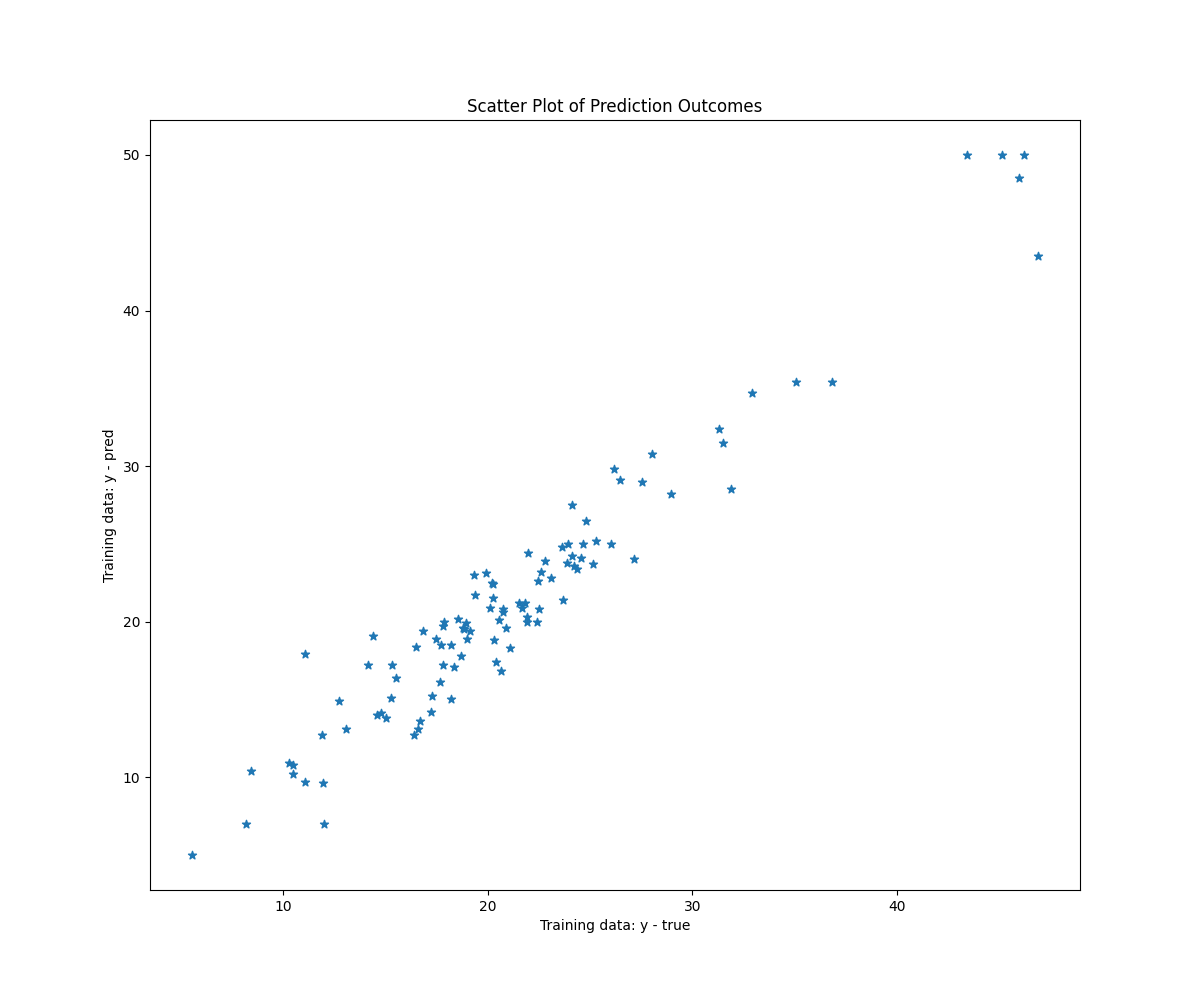 Scatter Plot of Prediction Outcomes
50
40
30
20
10
Training data: y - pred
10 20 30 40
Training data: y - true